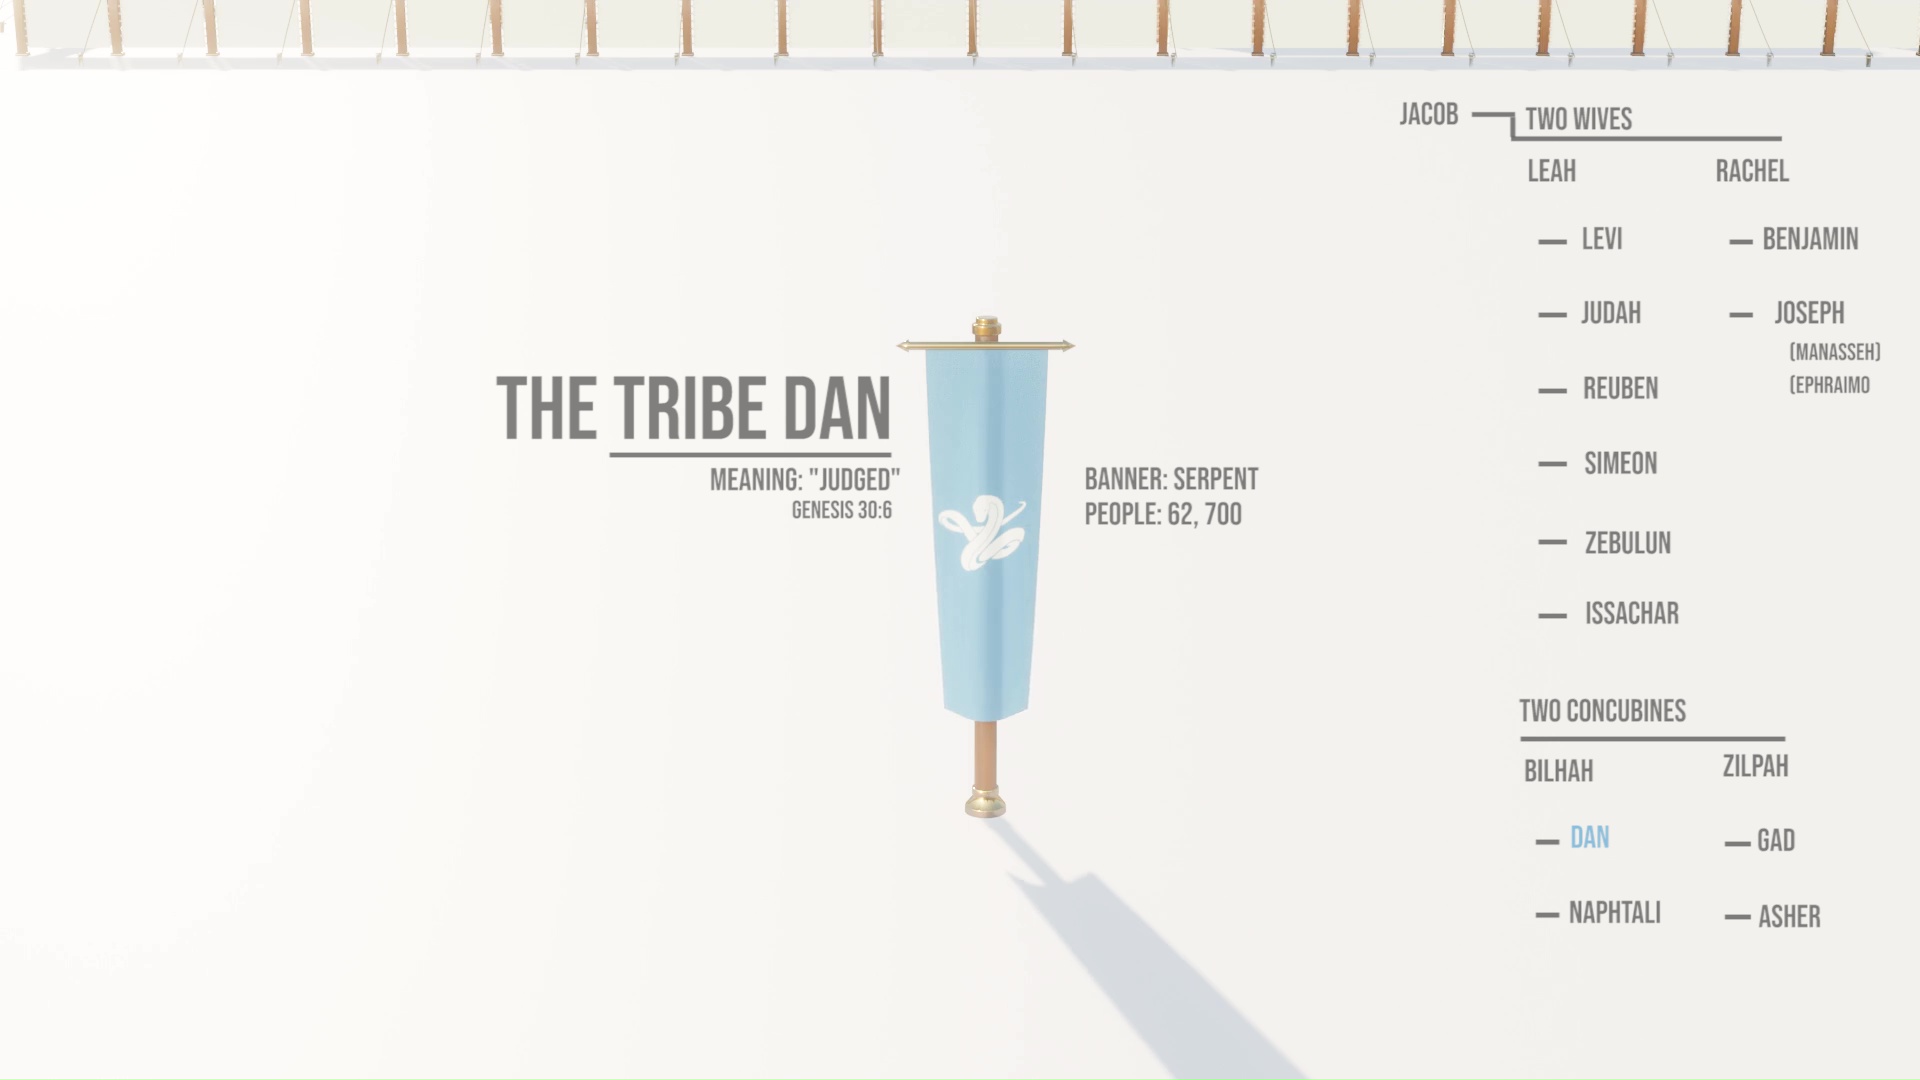 JACOB
TWO WIVES
LEAH
RACHEL
LEVI
BENJAMIN
JUDAH
JOSEPH
(MANASSEH)
(EPHRAIMO
REUBEN
SIMEON
ZEBULUN
ISSACHAR
THE TRIBE DAN
MEANING: "JUDGED"
GENESIS 30:6
BANNER: SERPENT
PEOPLE: 62, 700
TWO CONCUBINES
BILHAH
ZILPAH
DAN
GAD
NAPHTALI
ASHER